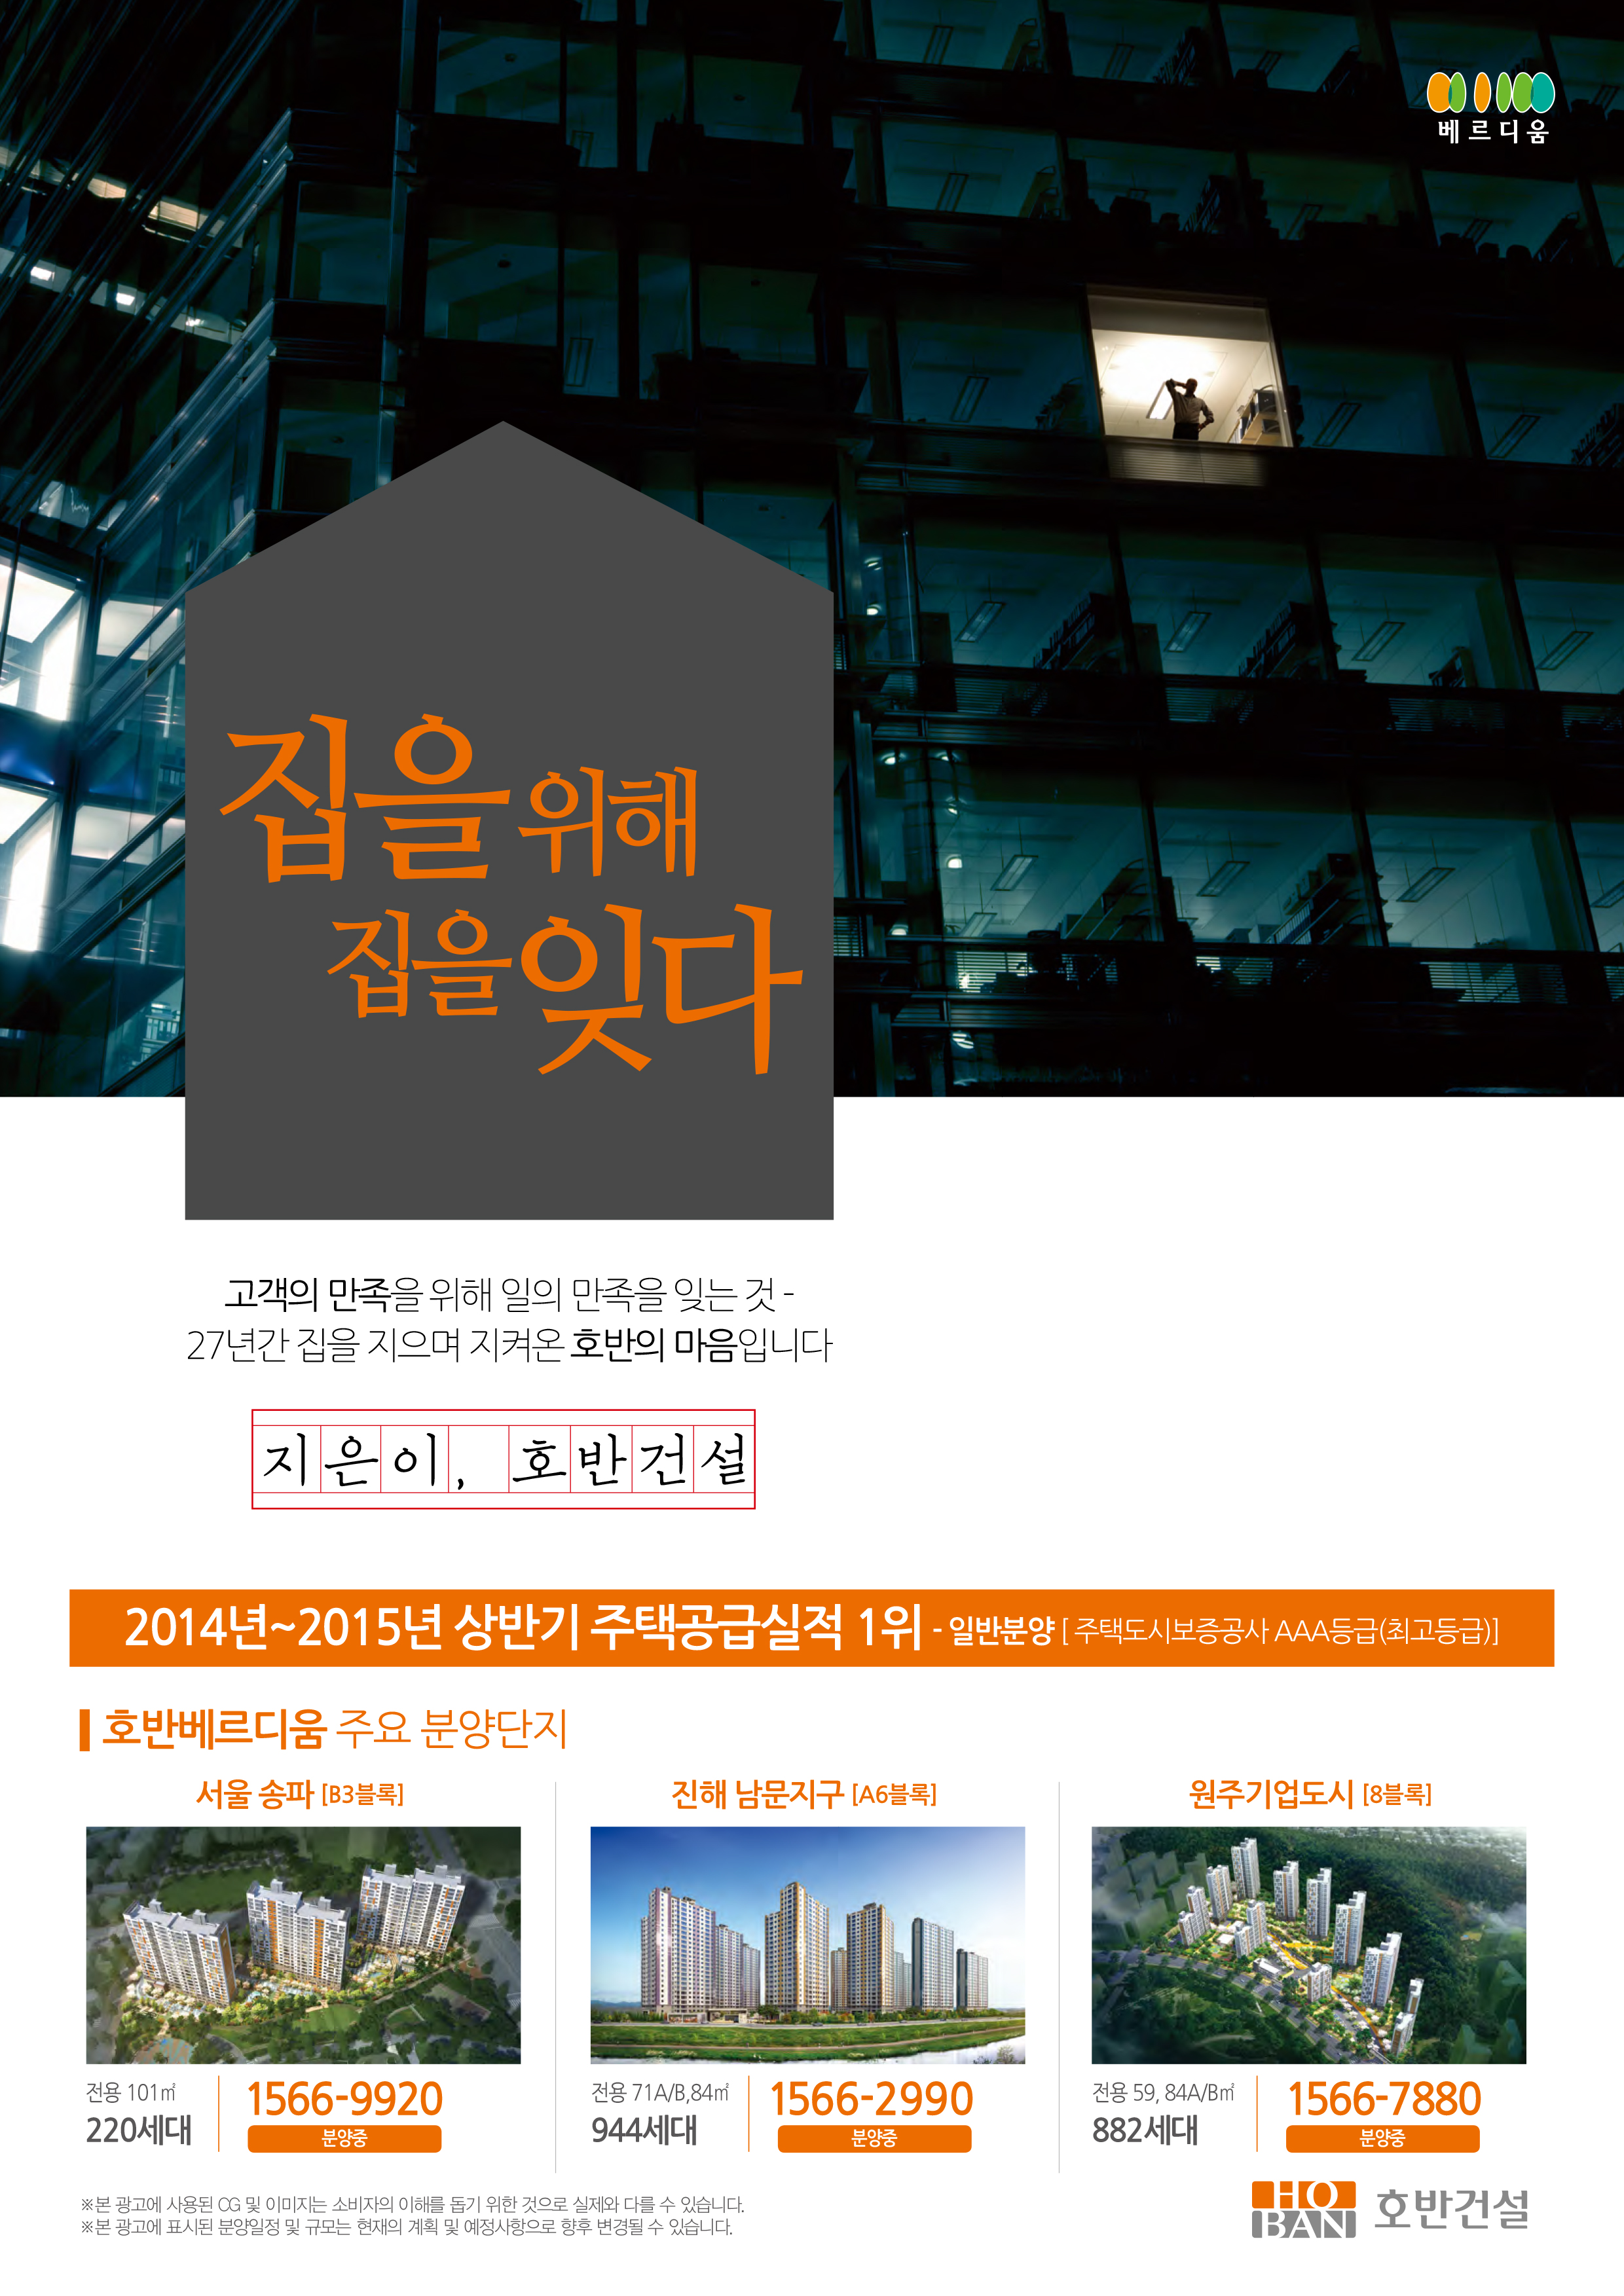 베르디움
집을 위해
집을 잊다
고객의 만족을 위해 일의 만족을 잊는 것 -
27년간 집을 지으며 지켜온 호반의 마음입니다
지은이, 호반건설
2014년~2015년 상반기 주택공급실적 1위 - 일반분양 [ 주택도시보증공사 AAA등급(최고등급)]
호반베르디움 주요 분양단지
서울 송파 [B3블록]
전용 101㎡
220세대
1566-9920
분양중
진해 남문지구 [A6블록]
전용 71A/B,84㎡
944세대
1566-2990
분양중
원주기업도시 [8블록]
전용 59, 84A/B㎡
882세대
1566-7880
분양중
※본 광고에 사용된 CG 및 이미지는 소비자의 이해를 돕기 위한 것으로 실제와 다를 수 있습니다.
※본 광고에 표시된 분양일정 및 규모는 현재의 계획 및 예정사항으로 향후 변경될 수 있습니다.
HO
BAN
호반건설